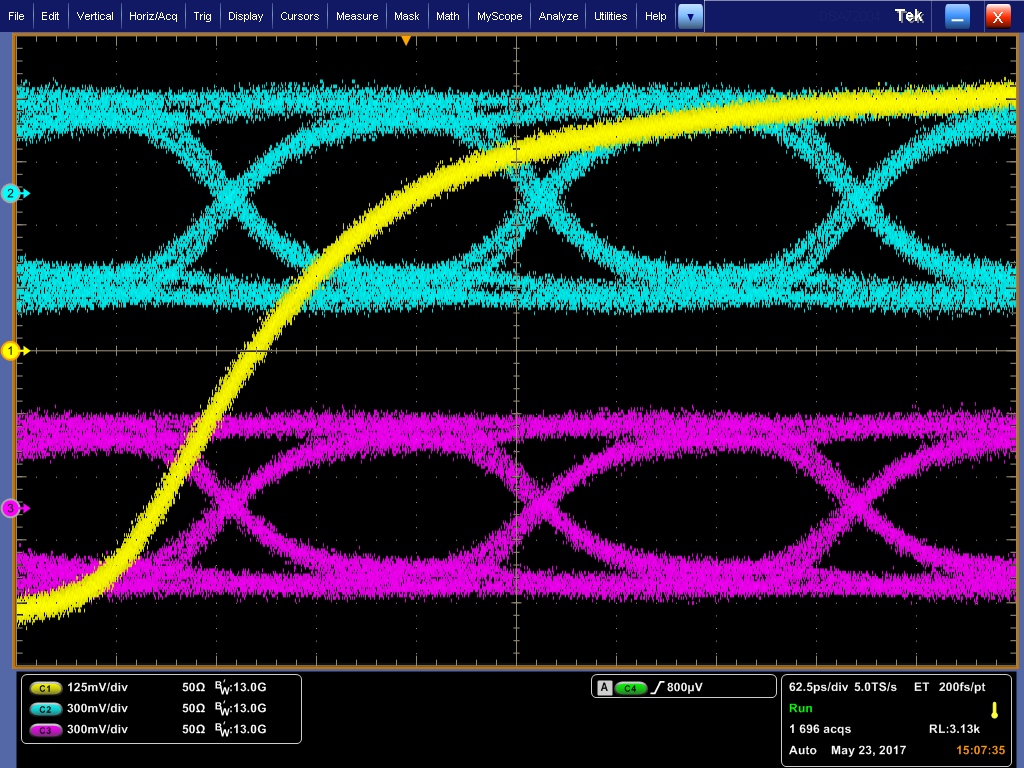 File Edit Vertical Horiz/Acq Trig Display Cursors Measure Mask Math MyScope Analyze Utilities Help Tek X
2
1
3
C1 125mV/div 50Ω BW:13.0G
C2 300mV/div 50Ω BW:13.0G
C3 300mV/div 50Ω BW:13.0G
A C4 800µV
62.5ps/div 5.0TS/s ET 200fs/pt
Run
1 696 acqs RL:3.13k
Auto May 23, 2017 15:07:35